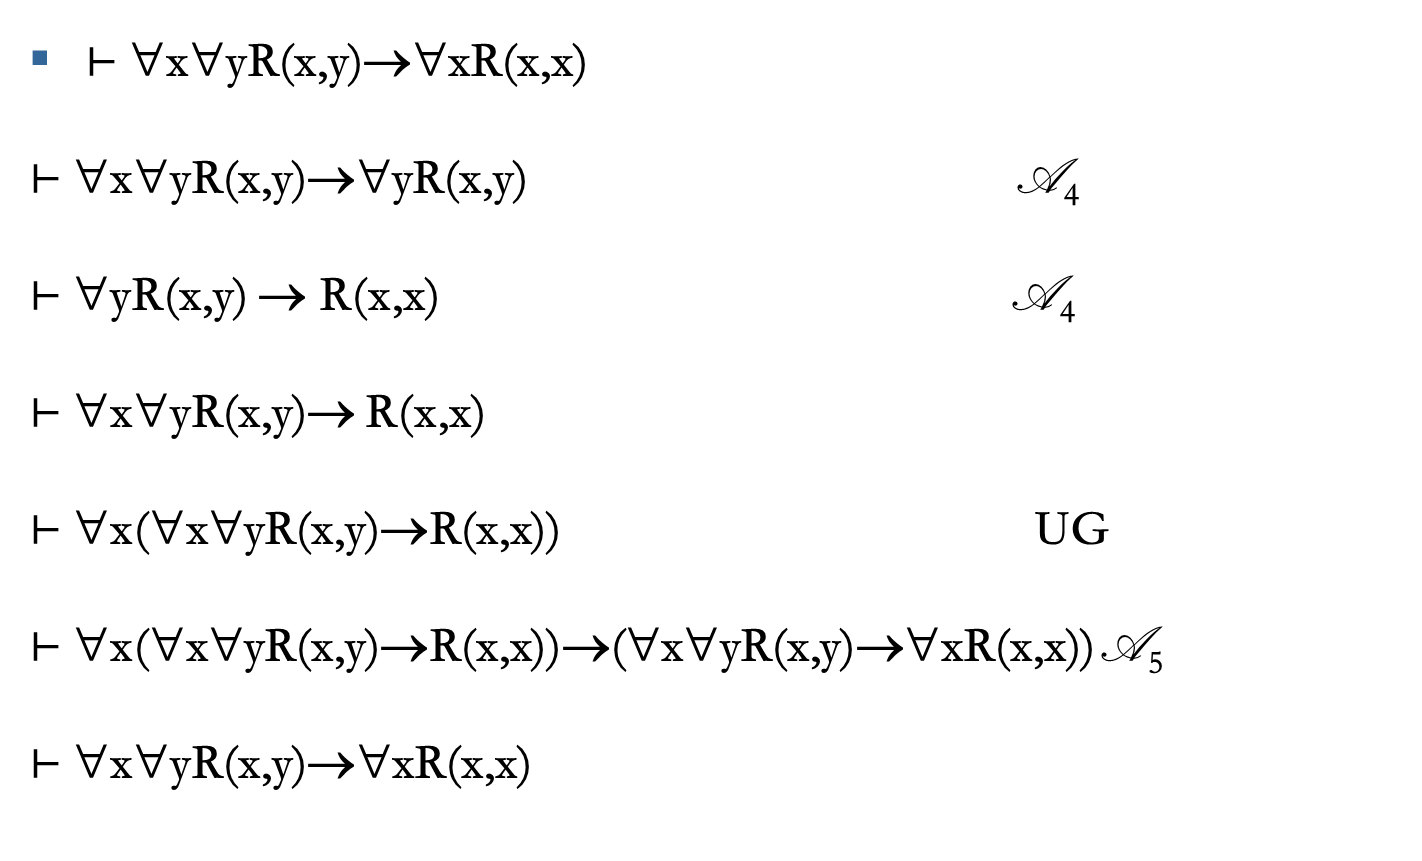 ▪ ⊢ ∀x∀yR(x,y)→∀xR(x,x)
⊢ ∀x∀yR(x,y)→∀yR(x,y) 𝒜₄
⊢ ∀yR(x,y) → R(x,x) 𝒜₄
⊢ ∀x∀yR(x,y)→ R(x,x)
⊢ ∀x(∀x∀yR(x,y)→R(x,x)) UG
⊢ ∀x(∀x∀yR(x,y)→R(x,x))→(∀x∀yR(x,y)→∀xR(x,x)) 𝒜₅
⊢ ∀x∀yR(x,y)→∀xR(x,x)